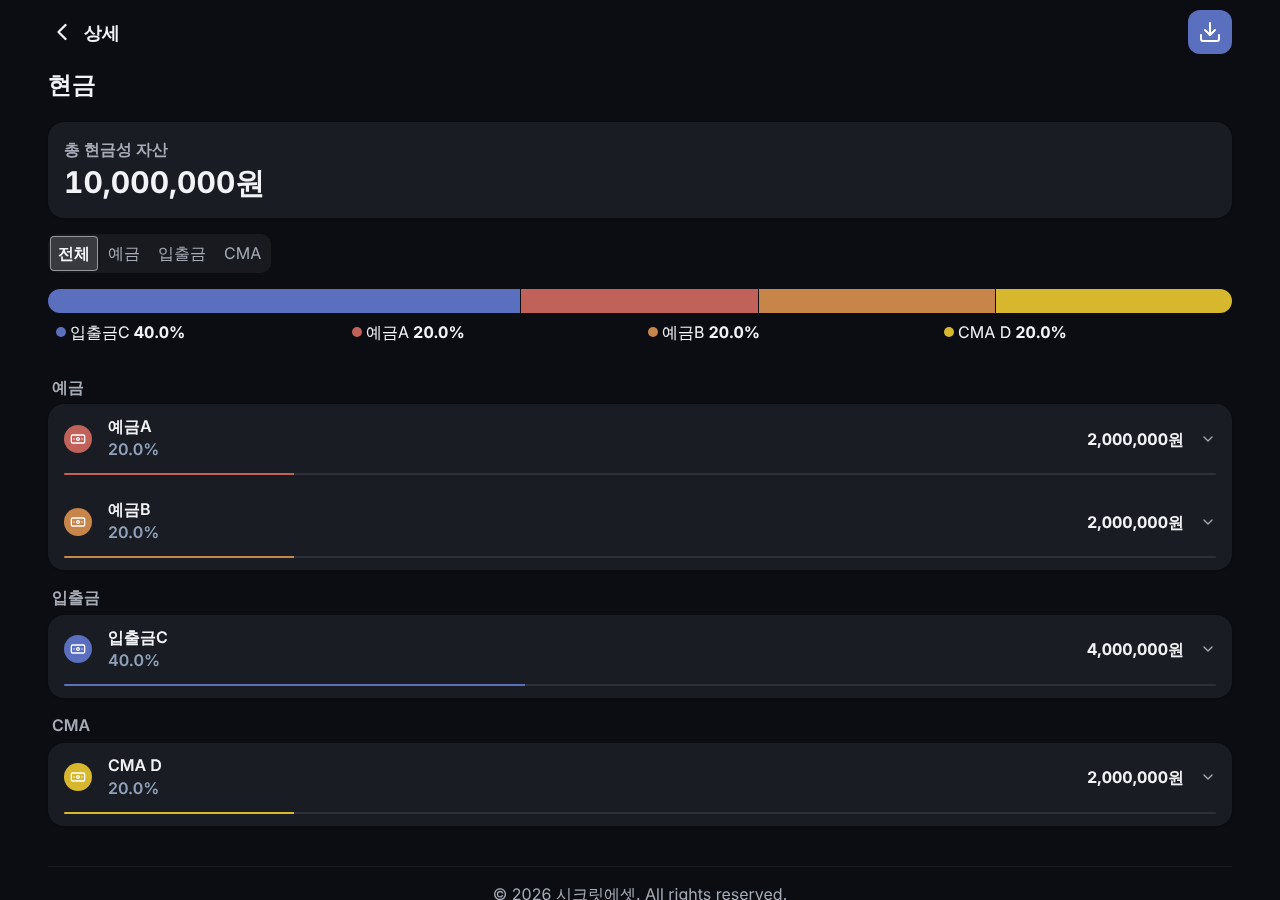 상세
현금
총 현금성 자산
10,000,000원
전체 예금 입출금 CMA
입출금C 40.0% 예금A 20.0% 예금B 20.0% CMA D 20.0%
예금
예금A
20.0%
2,000,000원
예금B
20.0%
2,000,000원
입출금
입출금C
40.0%
4,000,000원
CMA
CMA D
20.0%
2,000,000원
© 2026 시크릿에셋. All rights reserved.